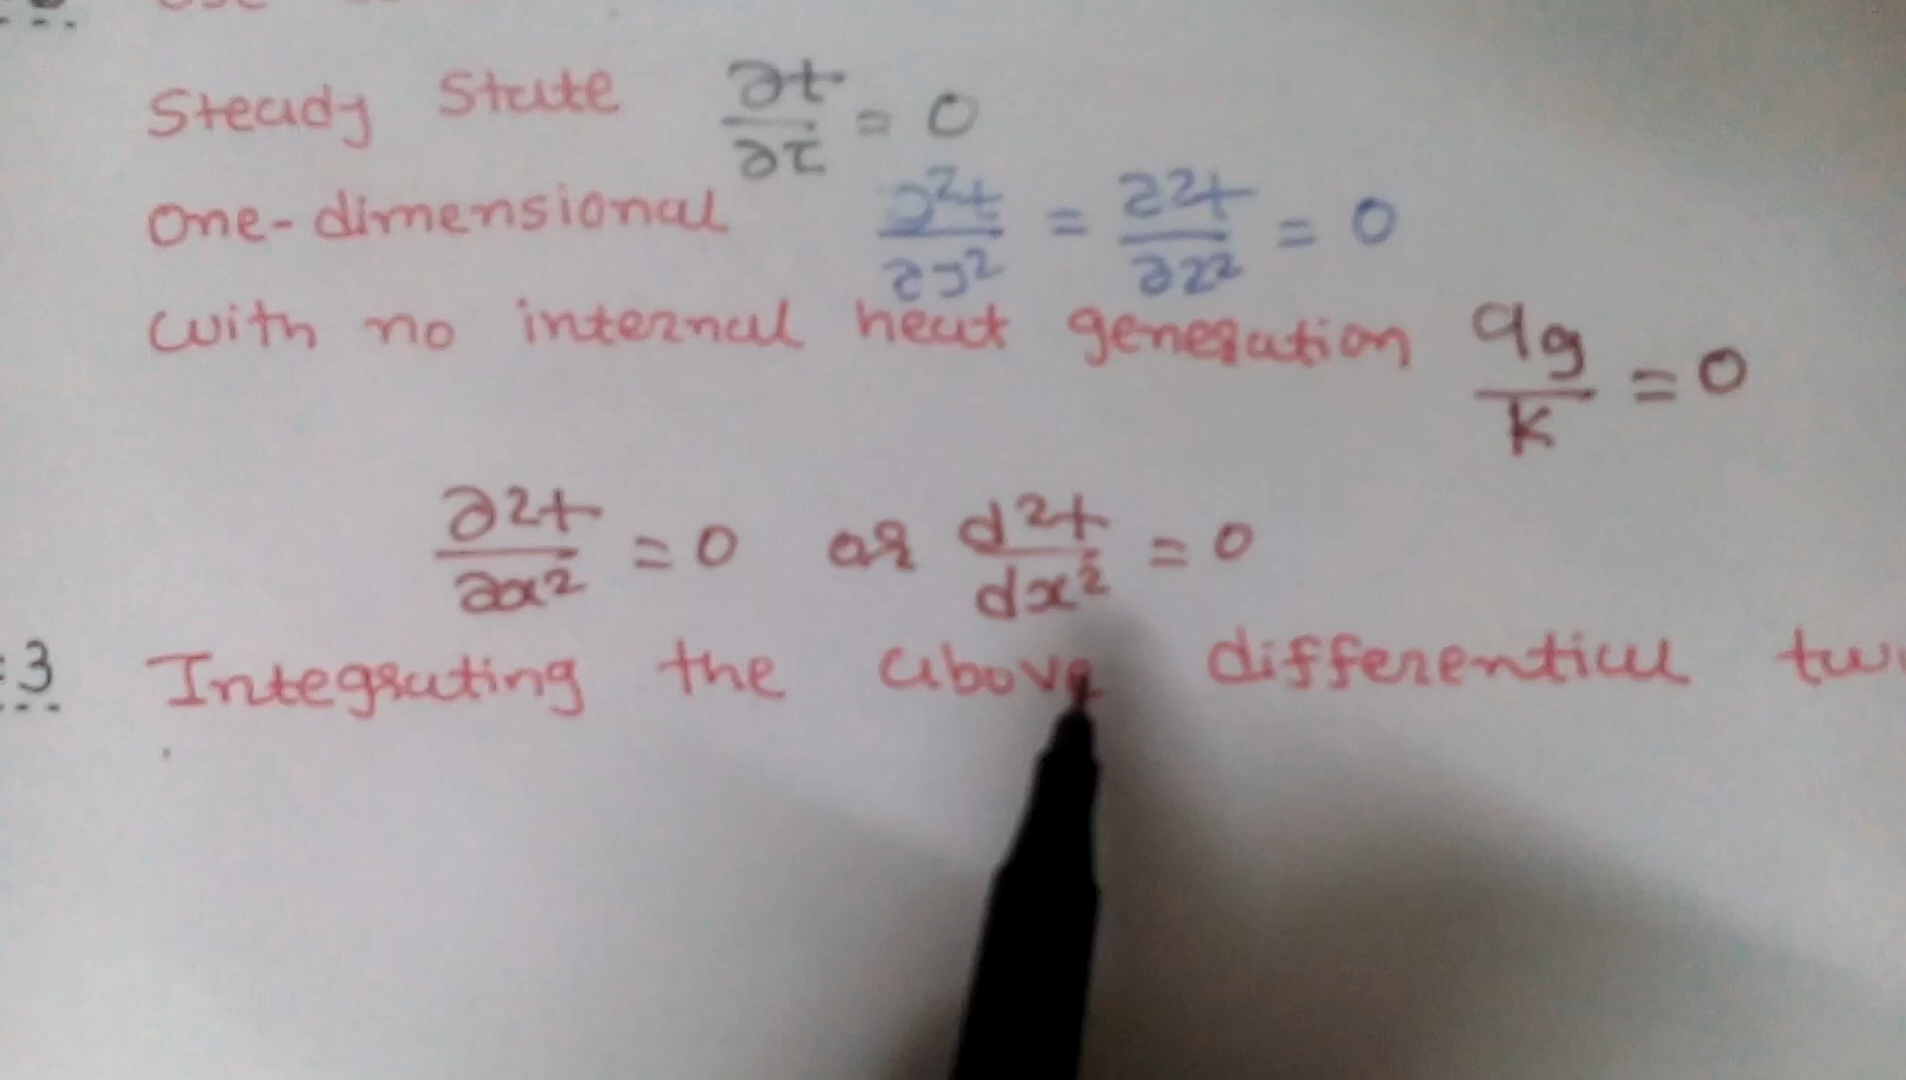 Steady State ∂t/∂τ = 0
One-dimensional ∂²t/∂y² = ∂²t/∂z² = 0
with no internal heat generation qg/k = 0
∂²t/∂x² = 0 or d²t/dx² = 0
:3 Integrating the above differential